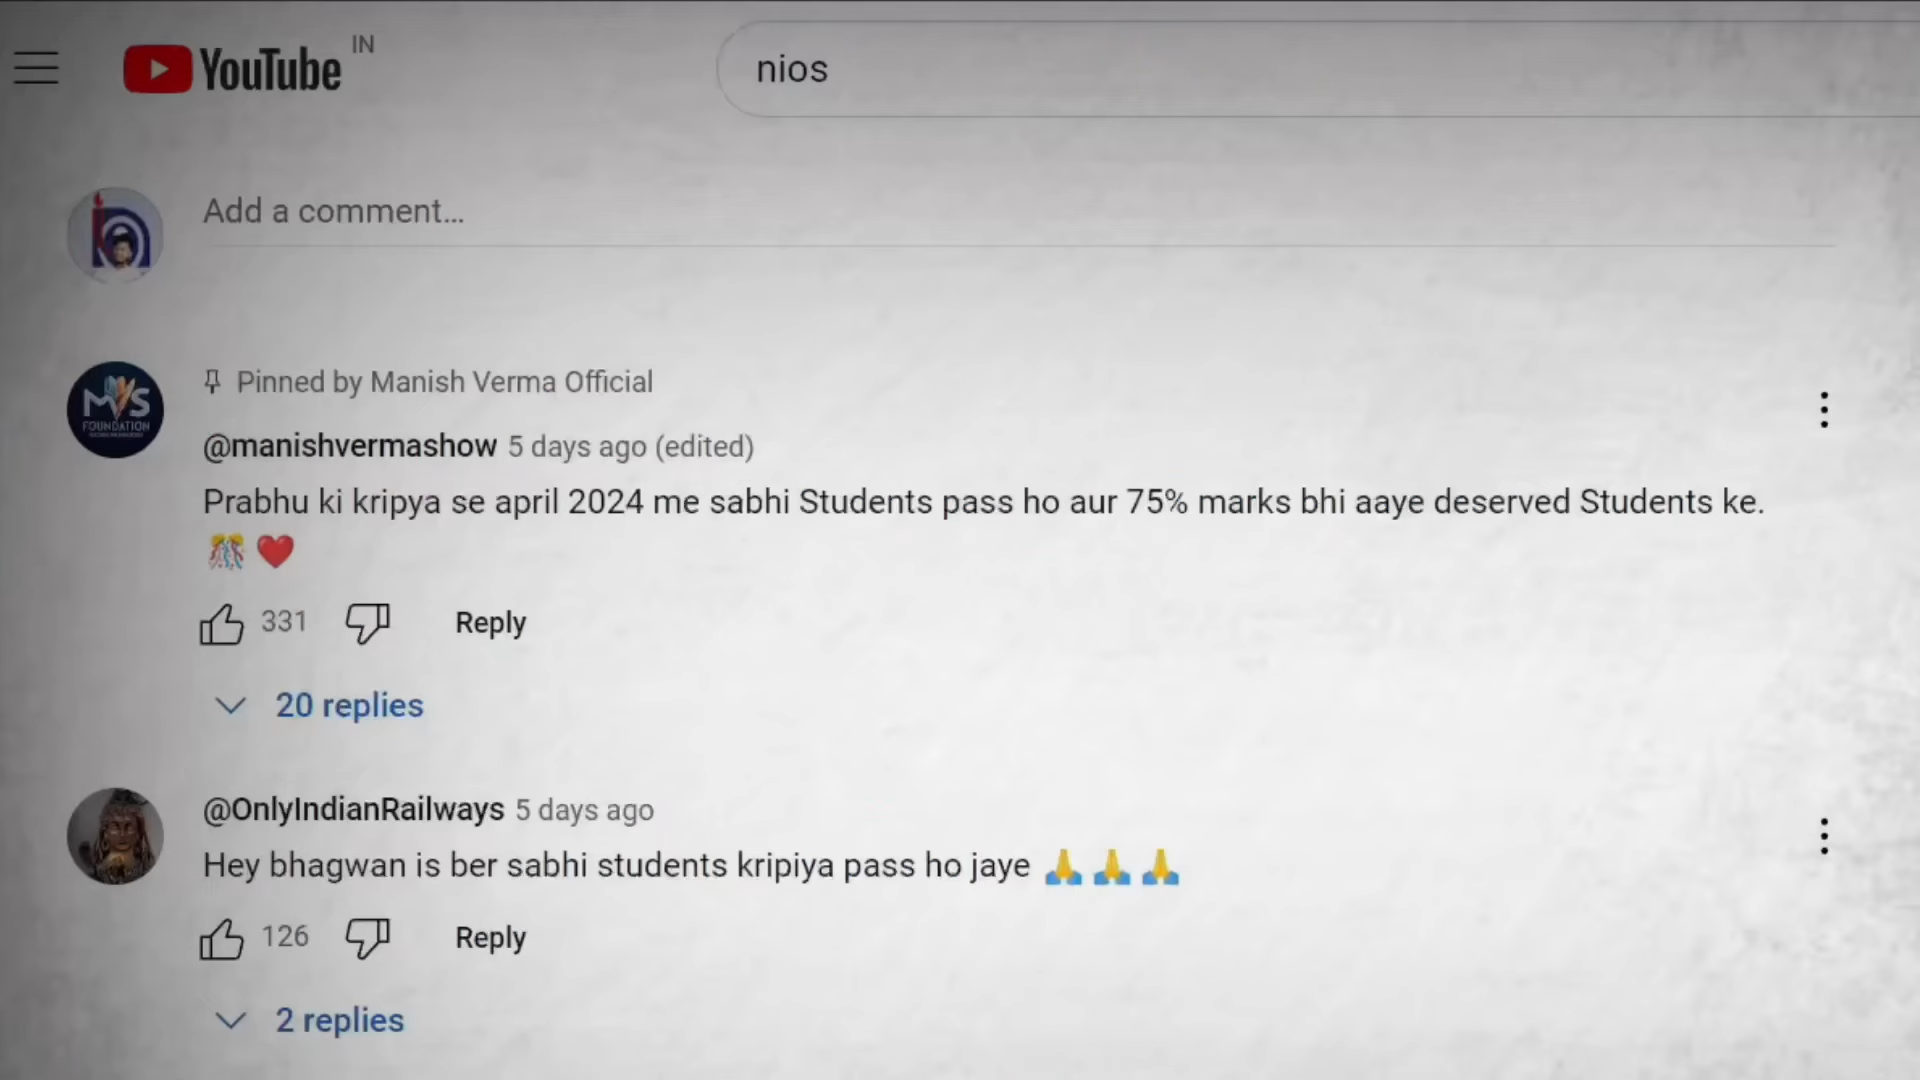 YouTube IN
nios
Add a comment...
Pinned by Manish Verma Official
MVS
FOUNDATION
@manishvermashow 5 days ago (edited)
Prabhu ki kripya se april 2024 me sabhi Students pass ho aur 75% marks bhi aaye deserved Students ke.
🎊 ❤️
331 Reply
20 replies
@OnlyIndianRailways 5 days ago
Hey bhagwan is ber sabhi students kripiya pass ho jaye 🙏 🙏 🙏
126 Reply
2 replies